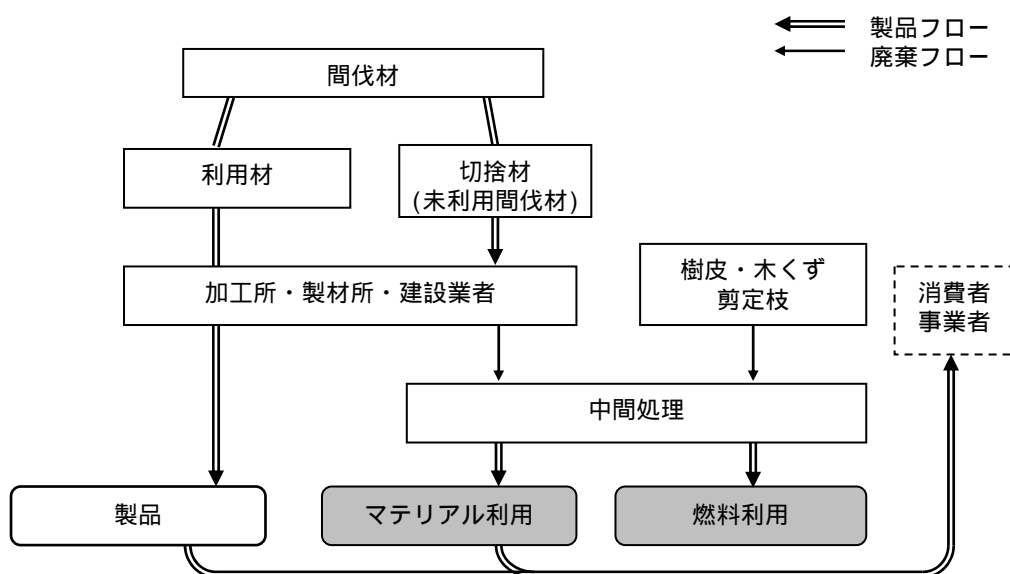 製品フロー
廃棄フロー
間伐材
利用材
切捨材
(未利用間伐材)
加工所・製材所・建設業者
樹皮・木くず
剪定枝
消費者
事業者
中間処理
製品
マテリアル利用
燃料利用